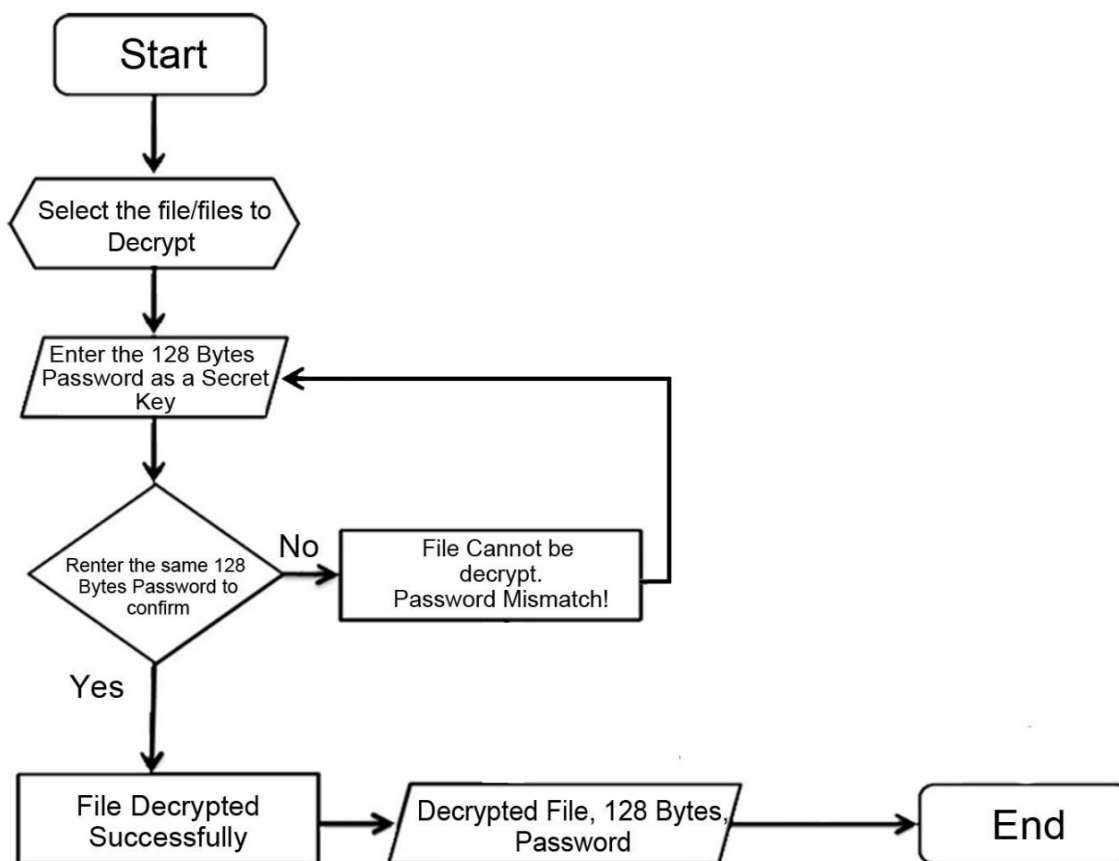 Start
Select the file/files to
Decrypt
Enter the 128 Bytes
Password as a Secret
Key
Renter the same 128
Bytes Password to
confirm
No
File Cannot be
decrypt.
Password Mismatch!
Yes
File Decrypted
Successfully
Decrypted File, 128 Bytes,
Password
End